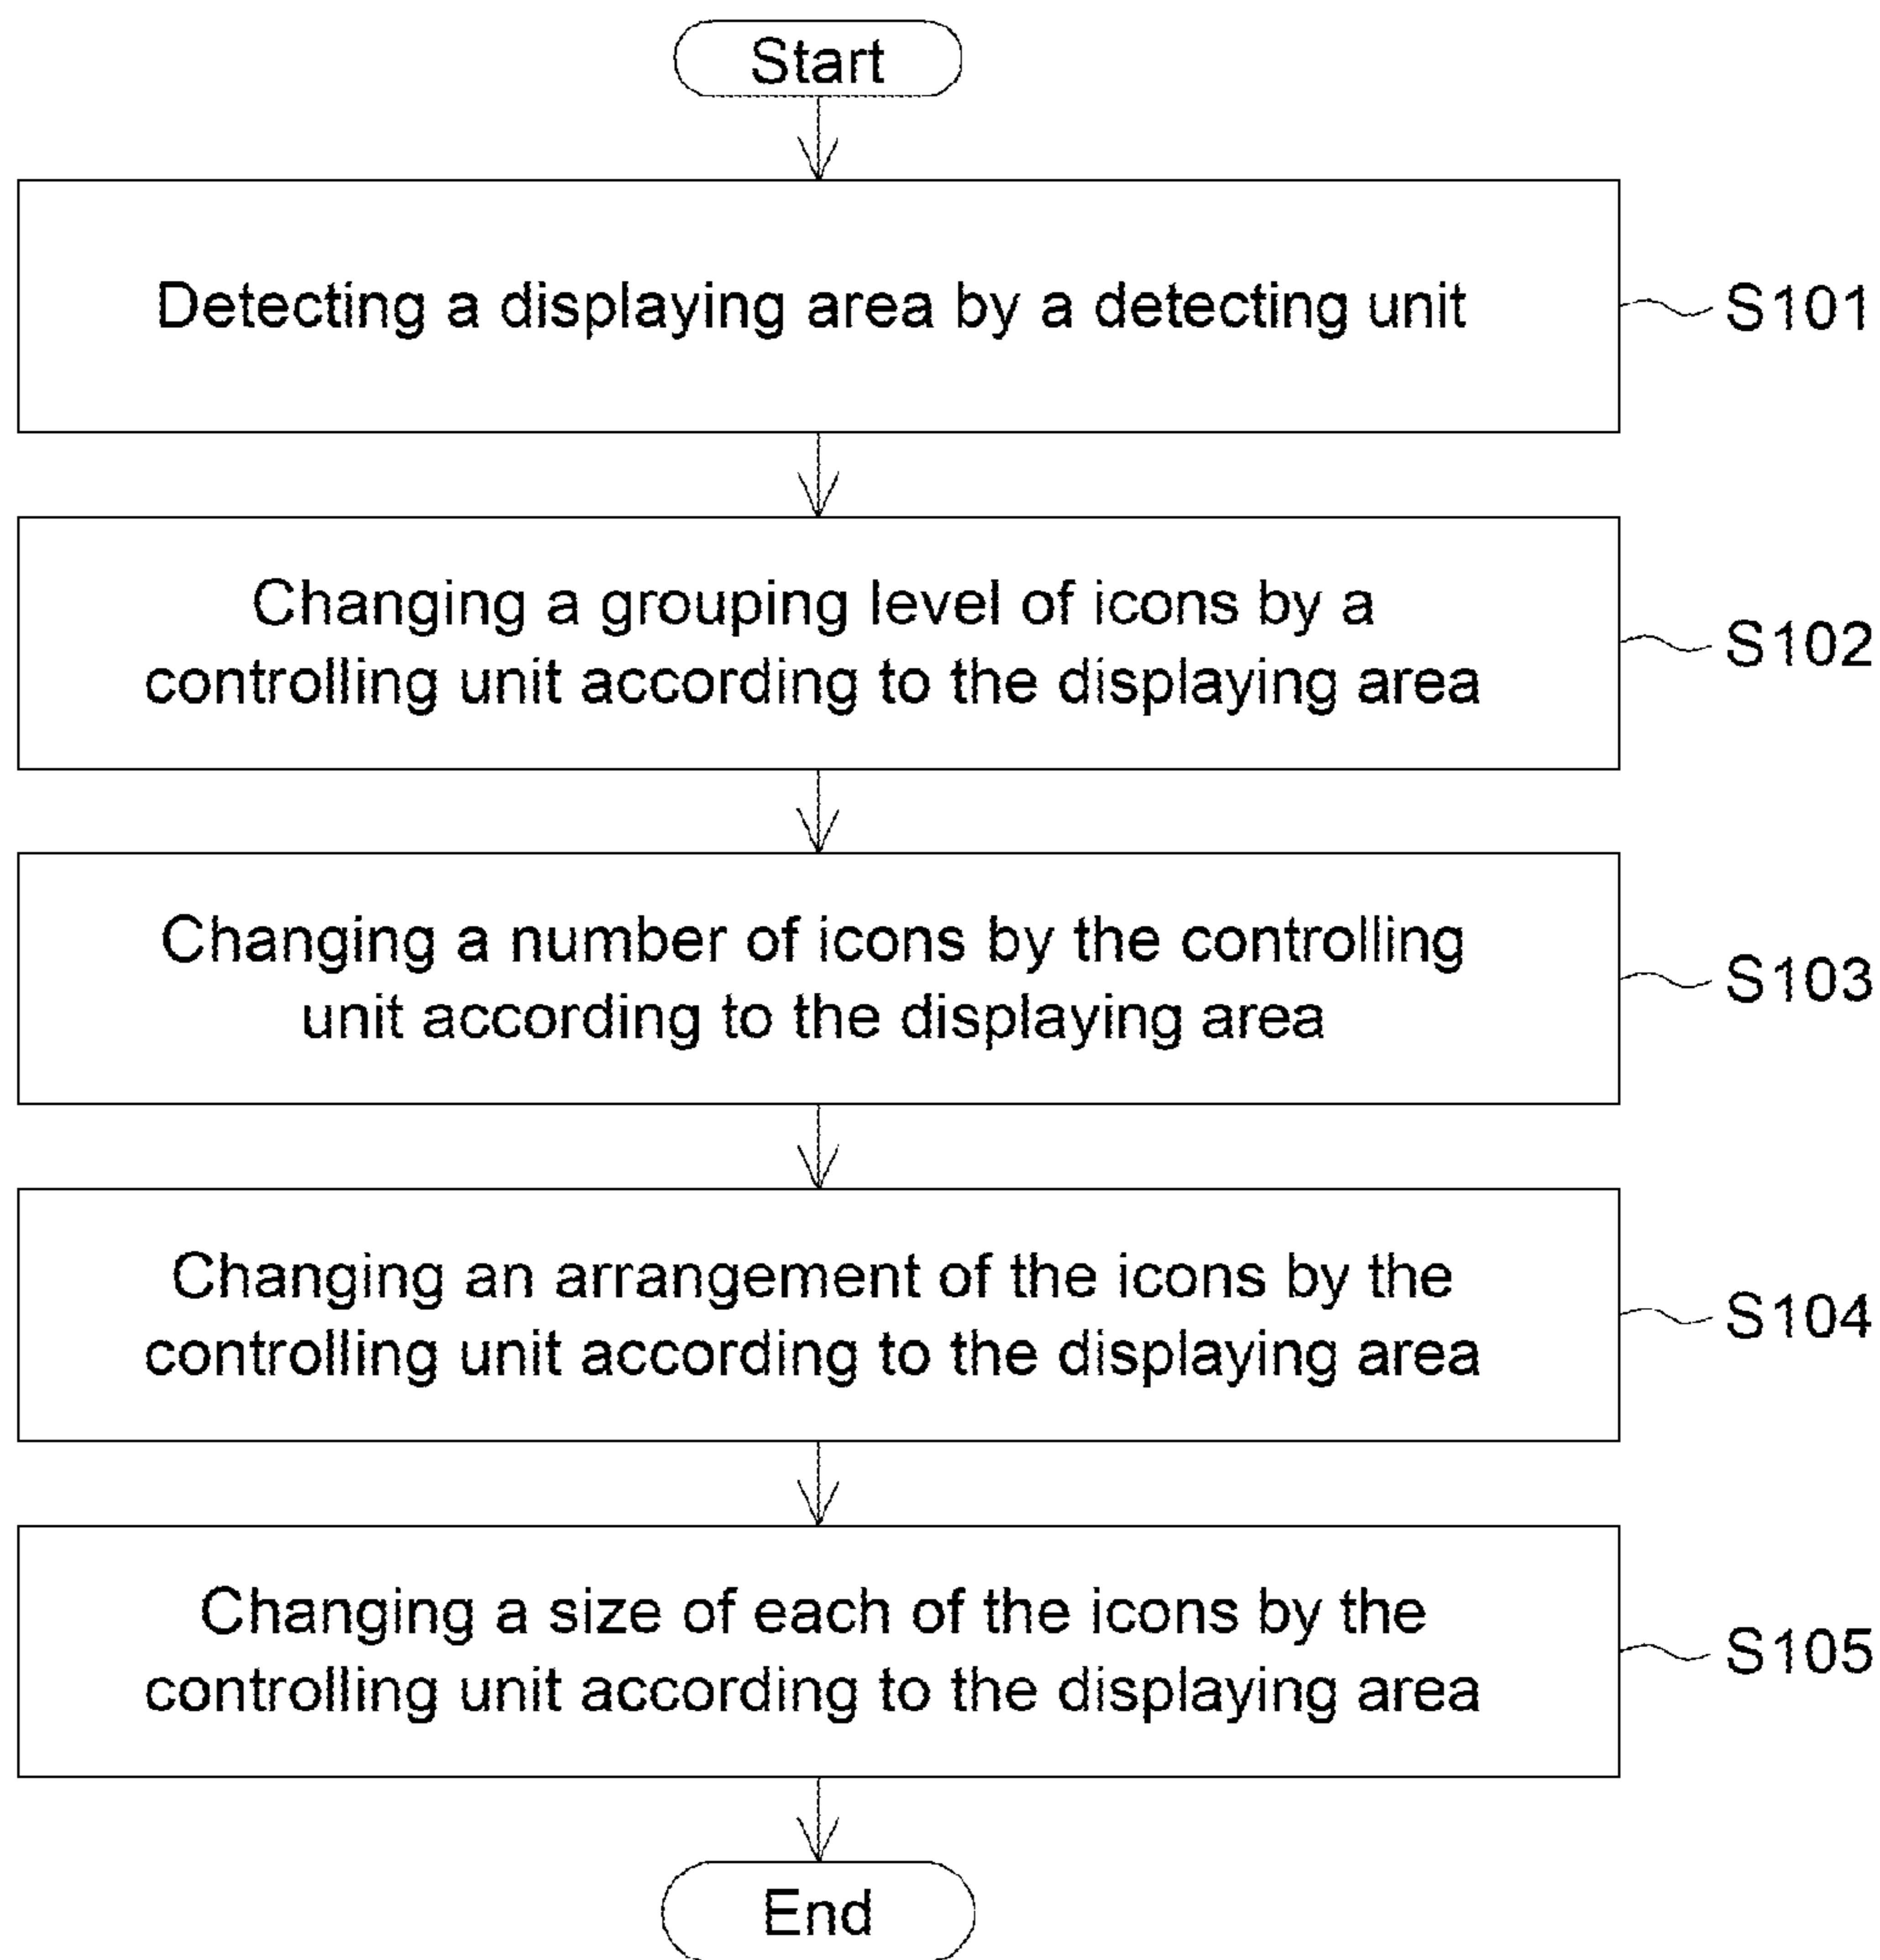 Start
Detecting a displaying area by a detecting unit
S101
Changing a grouping level of icons by a
controlling unit according to the displaying area
S102
Changing a number of icons by the controlling
unit according to the displaying area
S103
Changing an arrangement of the icons by the
controlling unit according to the displaying area
S104
Changing a size of each of the icons by the
controlling unit according to the displaying area
S105
End